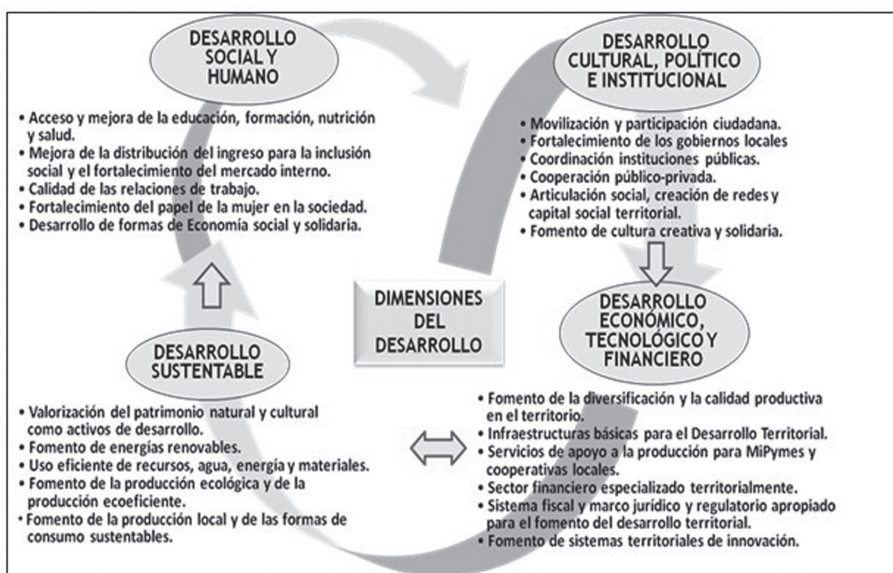 DESARROLLO
SOCIAL Y
HUMANO
• Acceso y mejora de la educación, formación, nutrición
y salud.
• Mejora de la distribución del ingreso para la inclusión
social y el fortalecimiento del mercado interno.
• Calidad de las relaciones de trabajo.
• Fortalecimiento del papel de la mujer en la sociedad.
• Desarrollo de formas de Economía social y solidaria.
DESARROLLO
CULTURAL, POLÍTICO
E INSTITUCIONAL
• Movilización y participación ciudadana.
• Fortalecimiento de los gobiernos locales
• Coordinación instituciones públicas.
• Cooperación público-privada.
• Articulación social, creación de redes y
capital social territorial.
• Fomento de cultura creativa y solidaria.
DIMENSIONES
DEL
DESARROLLO
DESARROLLO
SUSTENTABLE
• Valorización del patrimonio natural y cultural
como activos de desarrollo.
• Fomento de energías renovables.
• Uso eficiente de recursos, agua, energía y materiales.
• Fomento de la producción ecológica y de la
producción ecoeficiente.
• Fomento de la producción local y de las formas de
consumo sustentables.
DESARROLLO
ECONÓMICO,
TECNOLÓGICO Y
FINANCIERO
• Fomento de la diversificación y la calidad productiva
en el territorio.
• Infraestructuras básicas para el Desarrollo Territorial.
• Servicios de apoyo a la producción para MiPymes y
cooperativas locales.
• Sector financiero especializado territorialmente.
• Sistema fiscal y marco jurídico y regulatorio apropiado
para el fomento del desarrollo territorial.
• Fomento de sistemas territoriales de innovación.